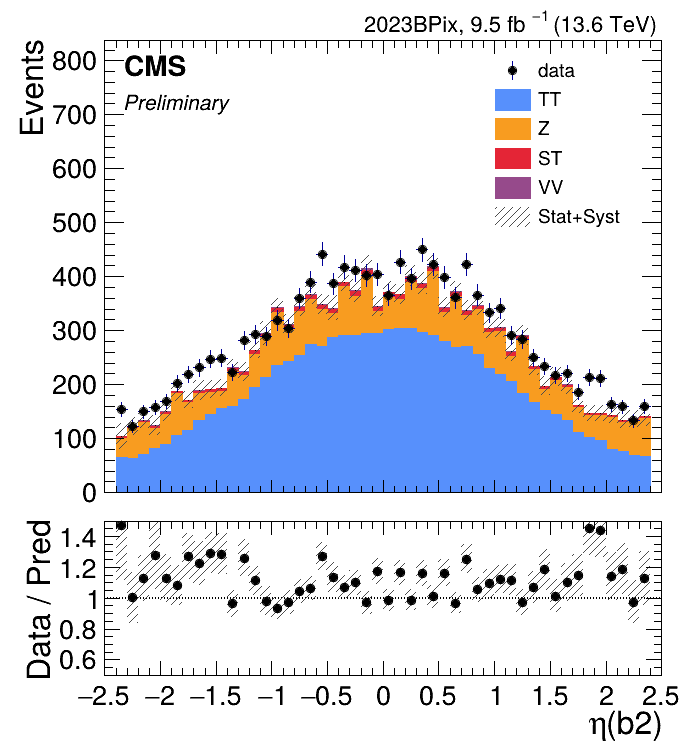 2023BPix, 9.5 fb⁻¹ (13.6 TeV)
CMS
Preliminary
data
TT
Z
ST
VV
Stat+Syst
Events
800
700
600
500
400
300
200
100
0
Data / Pred
1.4
1.2
1
0.8
0.6
−2.5 −2 −1.5 −1 −0.5 0 0.5 1 1.5 2 2.5
η(b2)